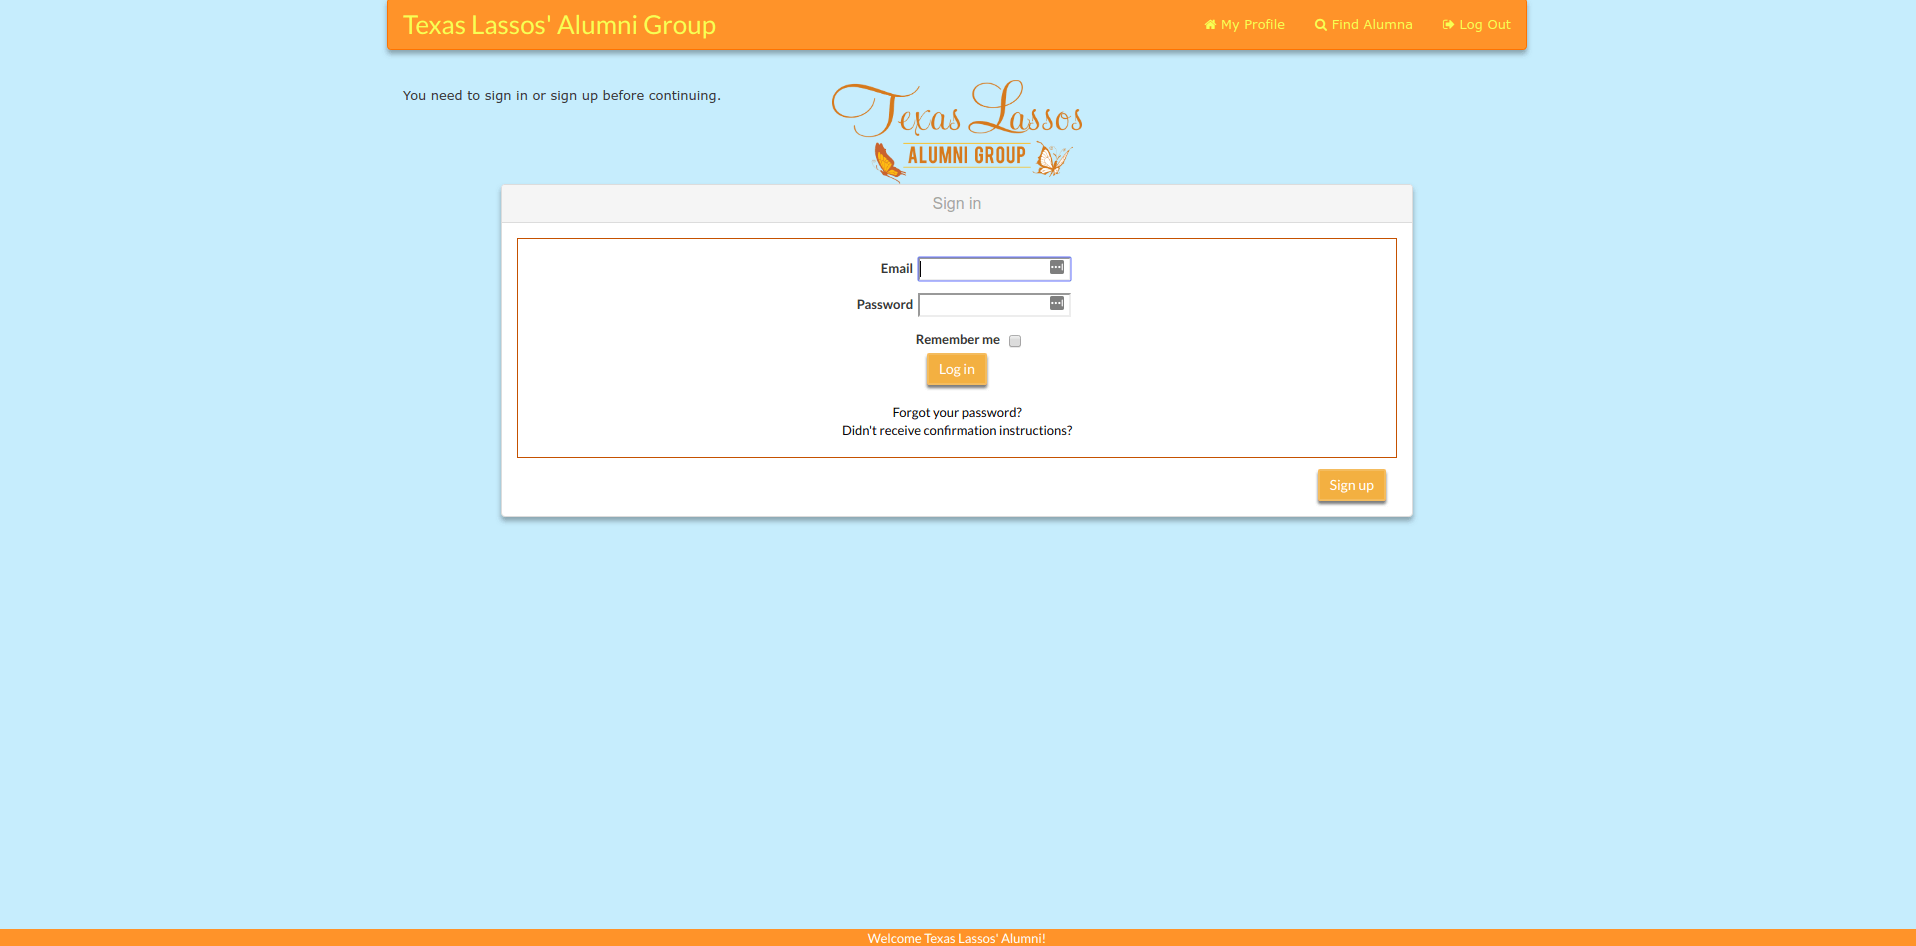 Texas Lassos' Alumni Group
My Profile
Find Alumna
Log Out
You need to sign in or sign up before continuing.
Texas Lassos
ALUMNI GROUP
Sign in
Email
Password
Remember me
Log in
Forgot your password?
Didn't receive confirmation instructions?
Sign up
Welcome Texas Lassos' Alumni!